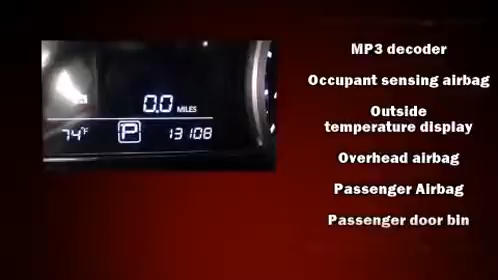 0.0 MILES
74°F P 13108
MP3 decoder
Occupant sensing airbag
Outside
temperature display
Overhead airbag
Passenger Airbag
Passenger door bin